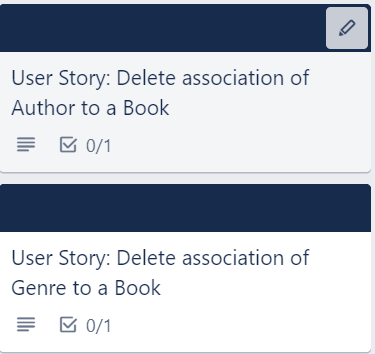 User Story: Delete association of
Author to a Book
0/1
User Story: Delete association of
Genre to a Book
0/1